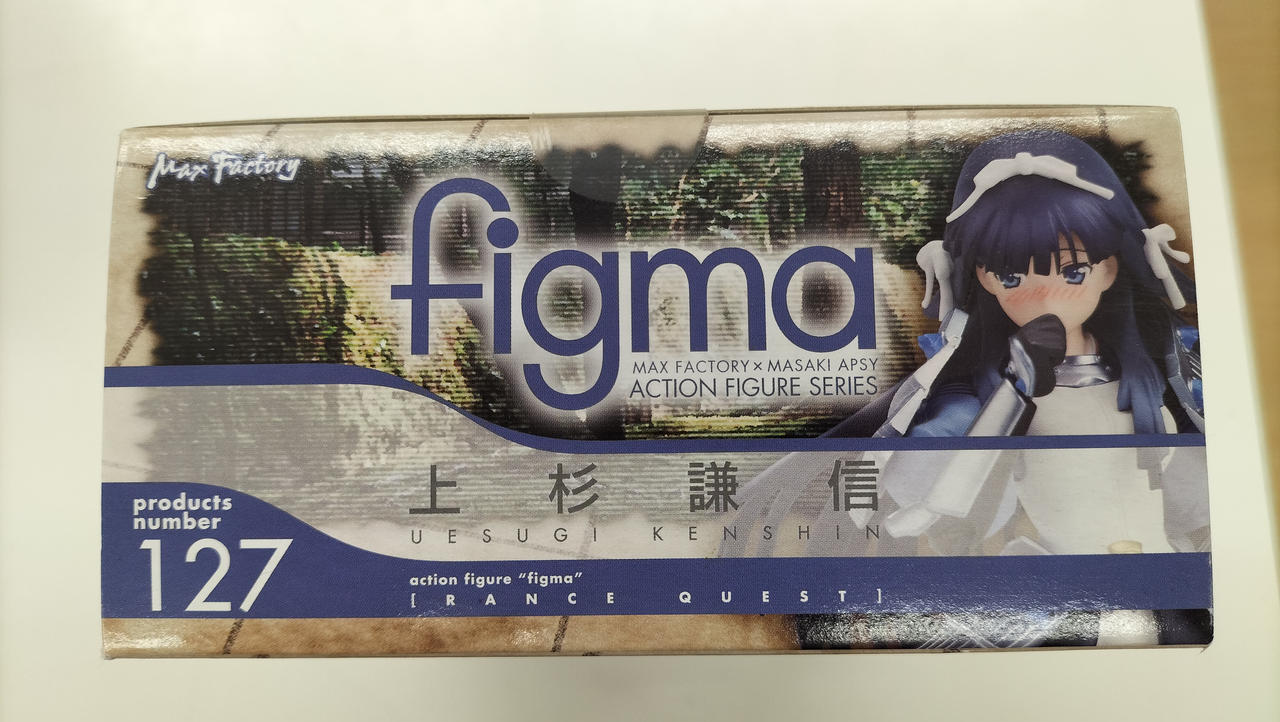 Max Factory
figma
MAX FACTORY×MASAKI APSY
ACTION FIGURE SERIES
上杉謙信
UESUGI KENSHIN
products
number
127
action figure “figma”
[RANCE QUEST]